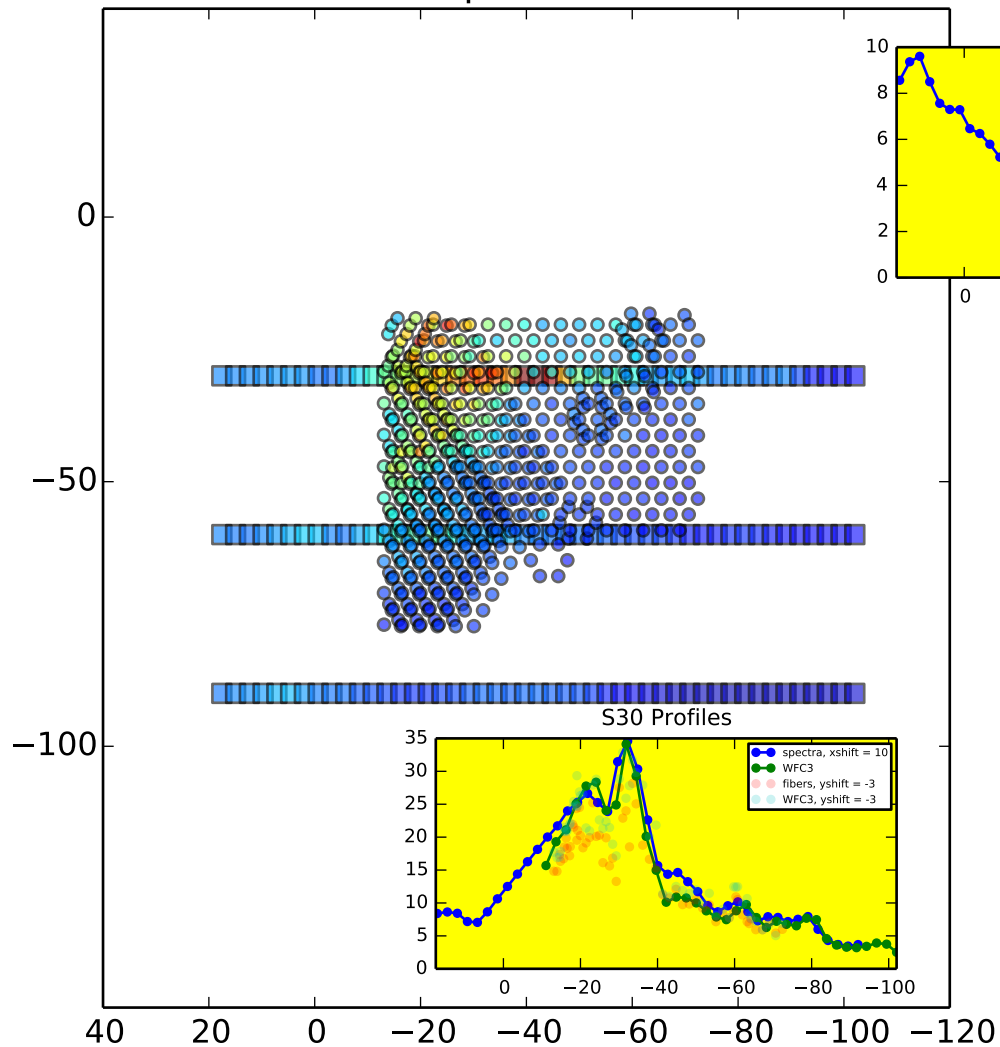 10
8
6
4
2
0
0
0
−50
−100
S30 Profiles
35
30
25
20
15
10
5
0
spectra, xshift = 10
WFC3
fibers, yshift = -3
WFC3, yshift = -3
0 −20 −40 −60 −80 −100
40 20 0 −20 −40 −60 −80 −100 −120